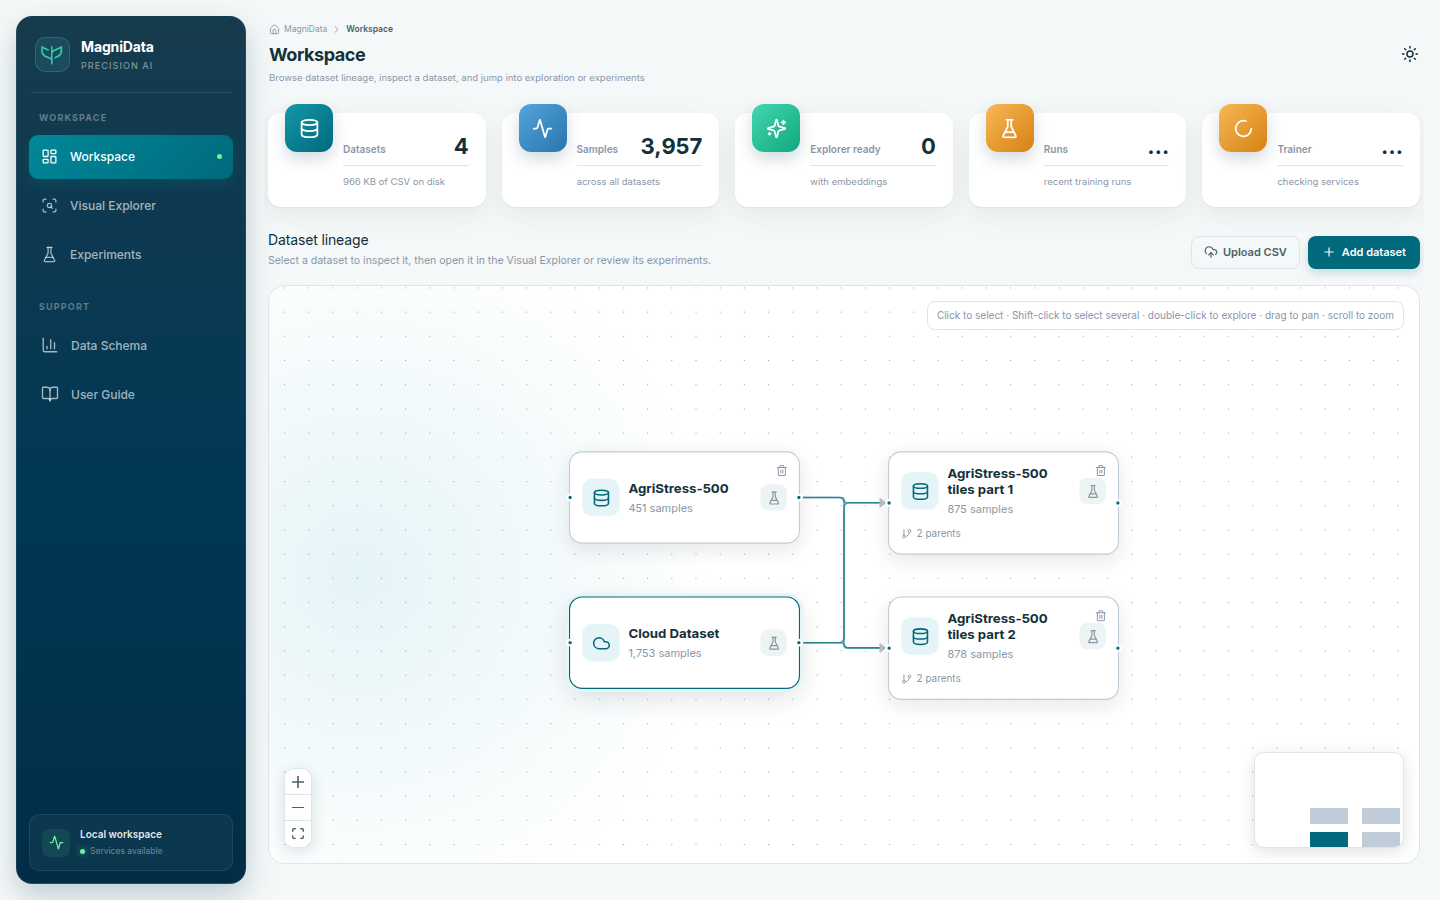 MagniData
PRECISION AI
WORKSPACE
Workspace
Visual Explorer
Experiments
SUPPORT
Data Schema
User Guide
Local workspace
Services available
MagniData > Workspace
Workspace
Browse dataset lineage, inspect a dataset, and jump into exploration or experiments
Datasets 4
966 KB of CSV on disk
Samples 3,957
across all datasets
Explorer ready 0
with embeddings
Runs ...
recent training runs
Trainer ...
checking services
Dataset lineage
Select a dataset to inspect it, then open it in the Visual Explorer or review its experiments.
Upload CSV
Add dataset
Click to select · Shift-click to select several · double-click to explore · drag to pan · scroll to zoom
AgriStress-500
451 samples
AgriStress-500
tiles part 1
875 samples
2 parents
Cloud Dataset
1,753 samples
AgriStress-500
tiles part 2
878 samples
2 parents